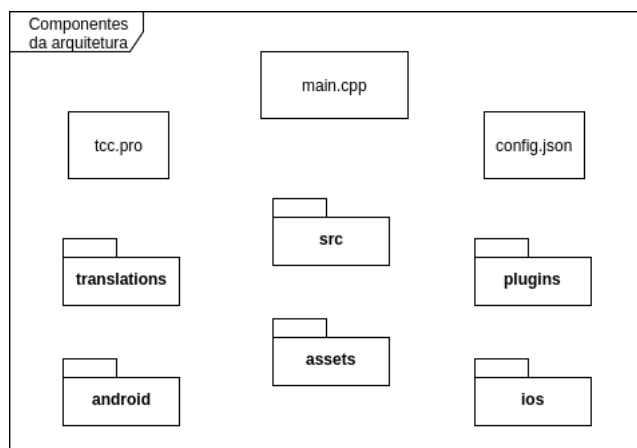 Componentes
da arquitetura
main.cpp
tcc.pro
config.json
src
translations
plugins
assets
android
ios